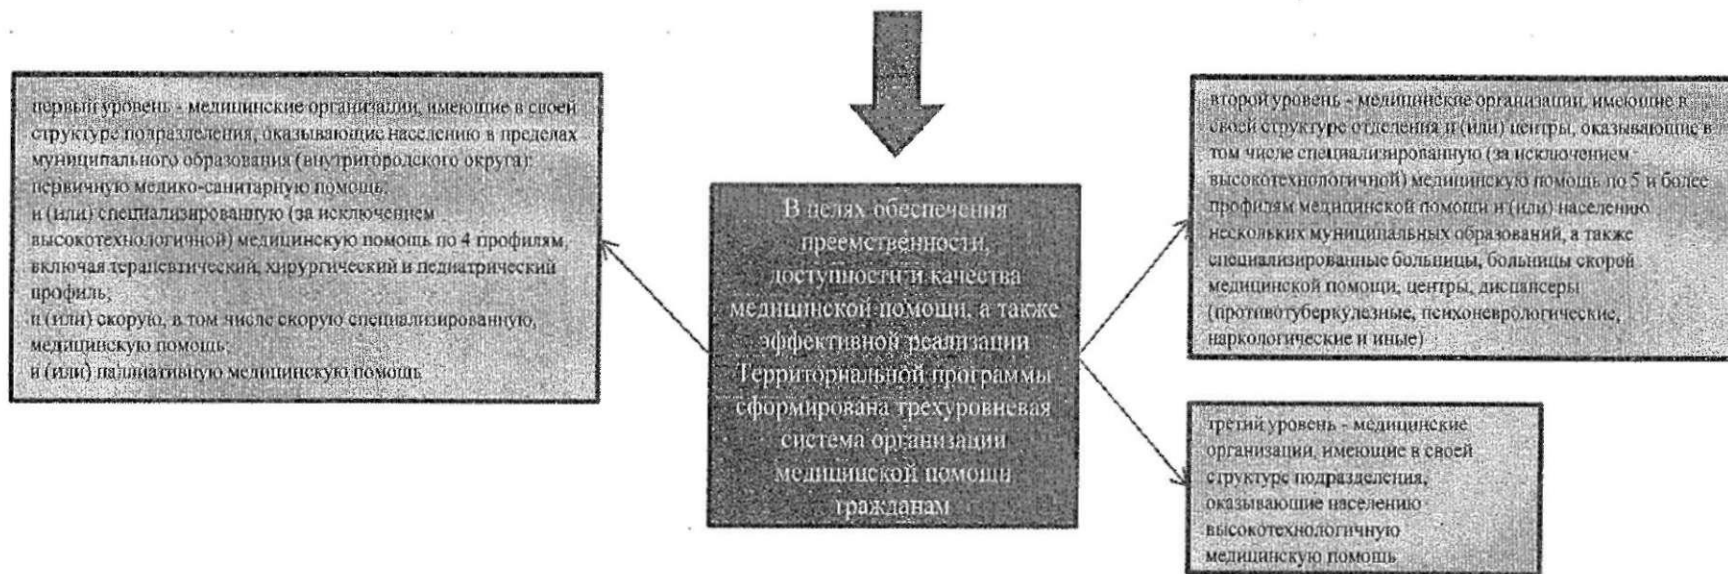 первый уровень - медицинские организации, имеющие в своей
структуре подразделения, оказывающие населению в пределах
муниципального образования (внутригородского округа):
первичную медико-санитарную помощь;
и (или) специализированную (за исключением
высокотехнологичной) медицинскую помощь по 4 профилям,
включая терапевтический, хирургический и педиатрический
профиль;
и (или) скорую, в том числе скорую специализированную,
медицинскую помощь;
и (или) паллиативную медицинскую помощь
В целях обеспечения
преемственности,
доступности и качества
медицинской помощи, а также
эффективной реализации
Территориальной программы
сформирована трехуровневая
система организации
медицинской помощи
гражданам
второй уровень - медицинские организации, имеющие в
своей структуре отделения и (или) центры, оказывающие в
том числе специализированную (за исключением
высокотехнологичной) медицинскую помощь по 5 и более
профилям медицинской помощи и (или) населению
нескольких муниципальных образований, а также
специализированные больницы, больницы скорой
медицинской помощи, центры, диспансеры
(противотуберкулезные, психоневрологические,
наркологические и иные)
третий уровень - медицинские
организации, имеющие в своей
структуре подразделения,
оказывающие населению
высокотехнологичную
медицинскую помощь